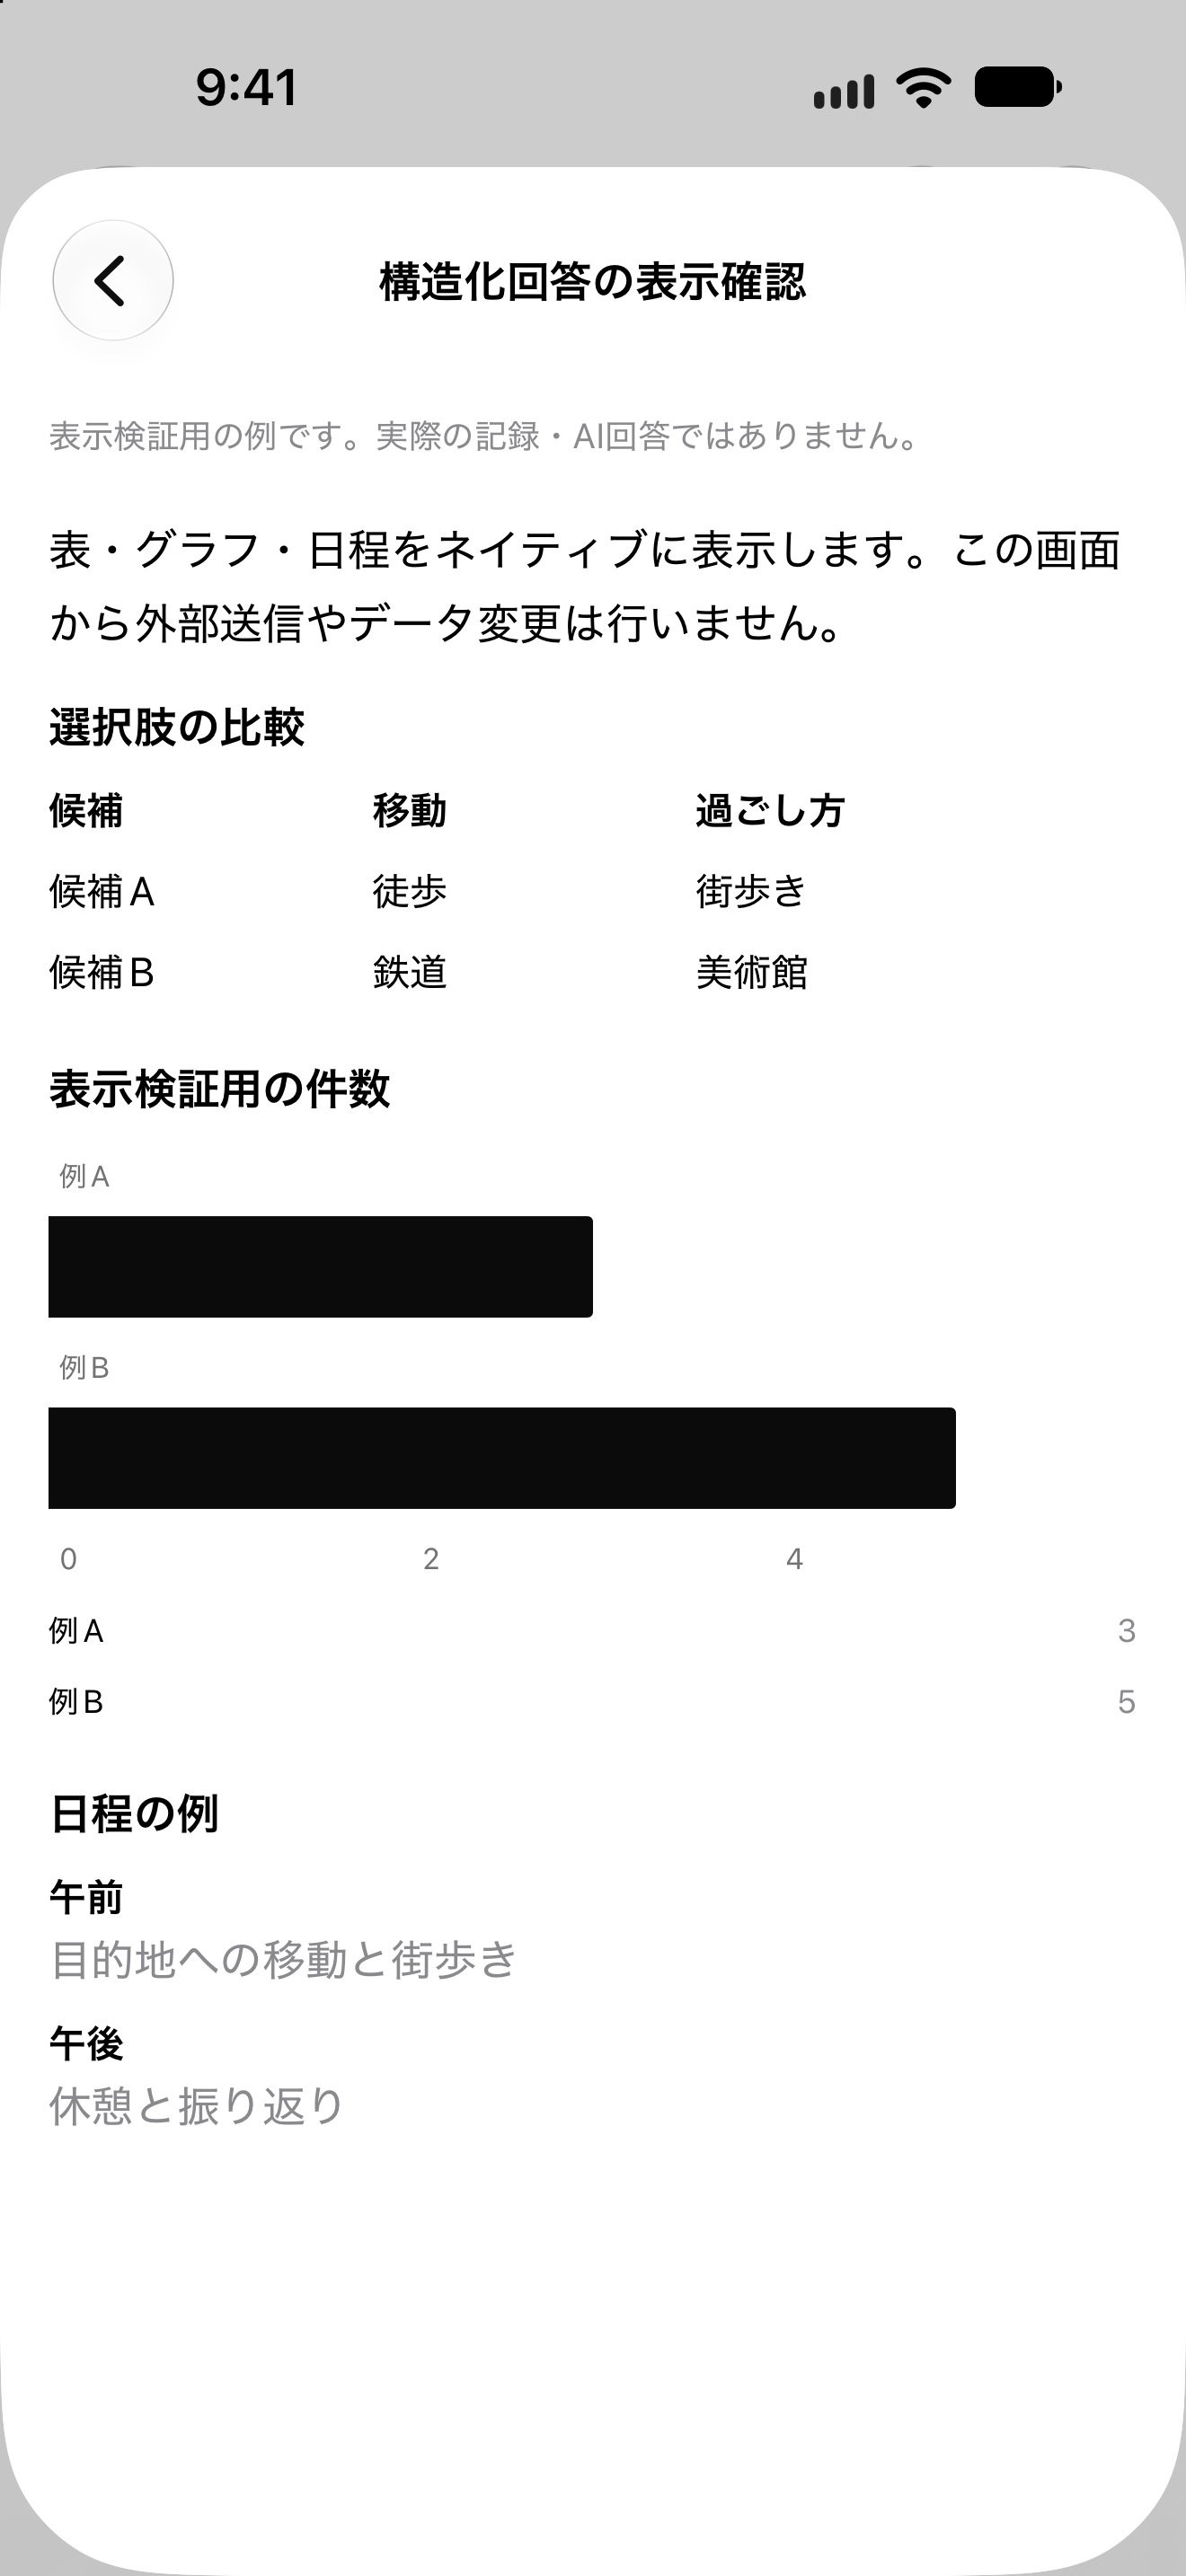 9:41
構造化回答の表示確認
表示検証用の例です。実際の記録・AI回答ではありません。
表・グラフ・日程をネイティブに表示します。この画面
から外部送信やデータ変更は行いません。
選択肢の比較
候補 移動 過ごし方
候補A 徒歩 街歩き
候補B 鉄道 美術館
表示検証用の件数
例A
例B
0 2 4
例A 3
例B 5
日程の例
午前
目的地への移動と街歩き
午後
休憩と振り返り